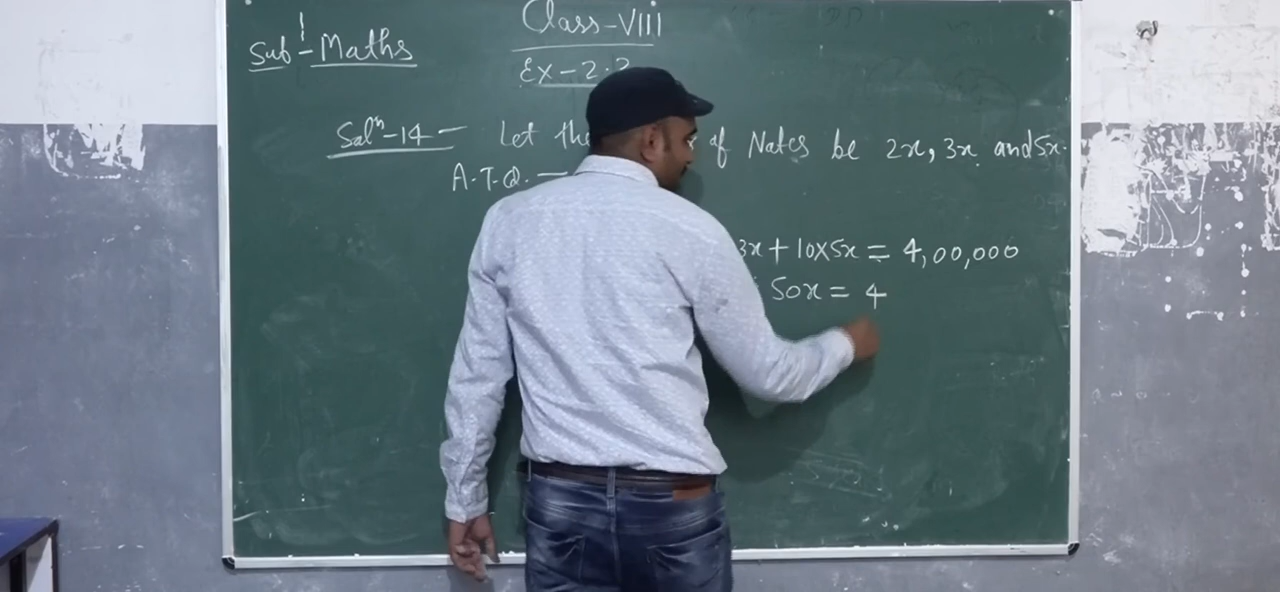 Class-VIII
Sub - Maths
Ex-2.2
Solⁿ-14- Let the of Notes be 2x, 3x and 5x.
A.T.Q. —
3x + 10x5x = 4,00,000
50x = 4